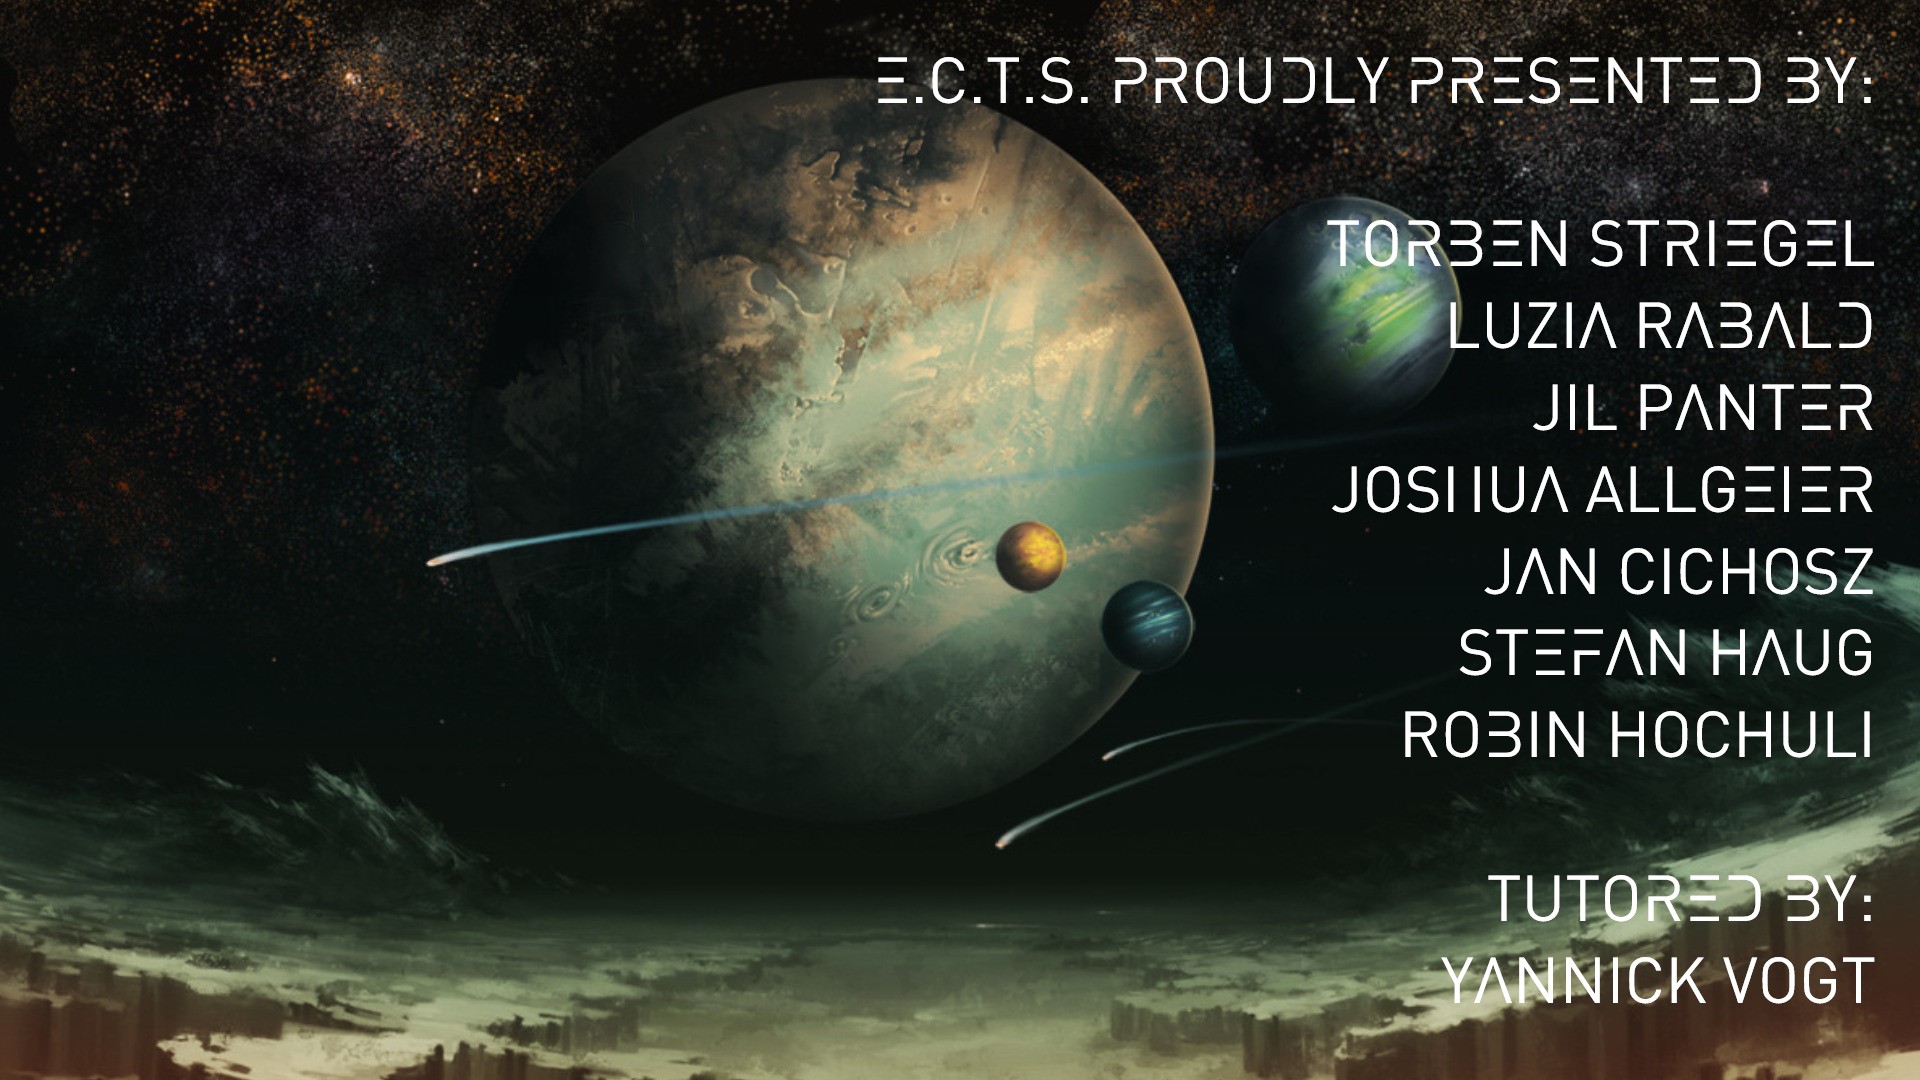 E.C.T.S. PROUDLY PRESENTED BY:
TORBEN STRIEGEL
LUZIA RABALD
JIL PANTER
JOSHUA ALLGEIER
JAN CICHOSZ
STEFAN HAUG
ROBIN HOCHULI
TUTORED BY:
YANNICK VOGT